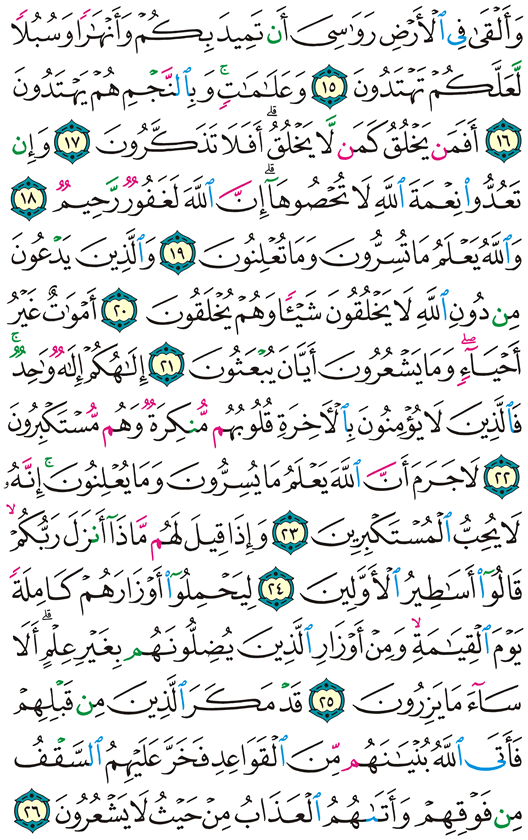 وَأَلْقَىٰ فِي ٱلْأَرْضِ رَوَٰسِيَ أَن تَمِيدَ بِكُمْ وَأَنْهَٰرًا وَسُبُلًا
لَّعَلَّكُمْ تَهْتَدُونَ ١٥ وَعَلَٰمَٰتٍۚ وَبِٱلنَّجْمِ هُمْ يَهْتَدُونَ
١٦ أَفَمَن يَخْلُقُ كَمَن لَّا يَخْلُقُۗ أَفَلَا تَذَكَّرُونَ ١٧ وَإِن
تَعُدُّوا۟ نِعْمَةَ ٱللَّهِ لَا تُحْصُوهَآۗ إِنَّ ٱللَّهَ لَغَفُورٌ رَّحِيمٌ ١٨
وَٱللَّهُ يَعْلَمُ مَا تُسِرُّونَ وَمَا تُعْلِنُونَ ١٩ وَٱلَّذِينَ يَدْعُونَ
مِن دُونِ ٱللَّهِ لَا يَخْلُقُونَ شَيْـًٔا وَهُمْ يُخْلَقُونَ ٢٠ أَمْوَٰتٌ غَيْرُ
أَحْيَآءٍۖ وَمَا يَشْعُرُونَ أَيَّانَ يُبْعَثُونَ ٢١ إِلَٰهُكُمْ إِلَٰهٌ وَٰحِدٌۚ
فَٱلَّذِينَ لَا يُؤْمِنُونَ بِٱلْأَخِرَةِ قُلُوبُهُم مُّنكِرَةٌ وَهُم مُّسْتَكْبِرُونَ
٢٢ لَا جَرَمَ أَنَّ ٱللَّهَ يَعْلَمُ مَا يُسِرُّونَ وَمَا يُعْلِنُونَۚ إِنَّهُۥ
لَا يُحِبُّ ٱلْمُسْتَكْبِرِينَ ٢٣ وَإِذَا قِيلَ لَهُم مَّاذَآ أَنزَلَ رَبُّكُمْۙ
قَالُوٓا۟ أَسَٰطِيرُ ٱلْأَوَّلِينَ ٢٤ لِيَحْمِلُوٓا۟ أَوْزَارَهُمْ كَامِلَةً
يَوْمَ ٱلْقِيَٰمَةِۙ وَمِنْ أَوْزَارِ ٱلَّذِينَ يُضِلُّونَهُم بِغَيْرِ عِلْمٍۗ أَلَا
سَآءَ مَا يَزِرُونَ ٢٥ قَدْ مَكَرَ ٱلَّذِينَ مِن قَبْلِهِمْ
فَأَتَى ٱللَّهُ بُنْيَٰنَهُم مِّنَ ٱلْقَوَاعِدِ فَخَرَّ عَلَيْهِمُ ٱلسَّقْفُ
مِن فَوْقِهِمْ وَأَتَىٰهُمُ ٱلْعَذَابُ مِنْ حَيْثُ لَا يَشْعُرُونَ ٢٦